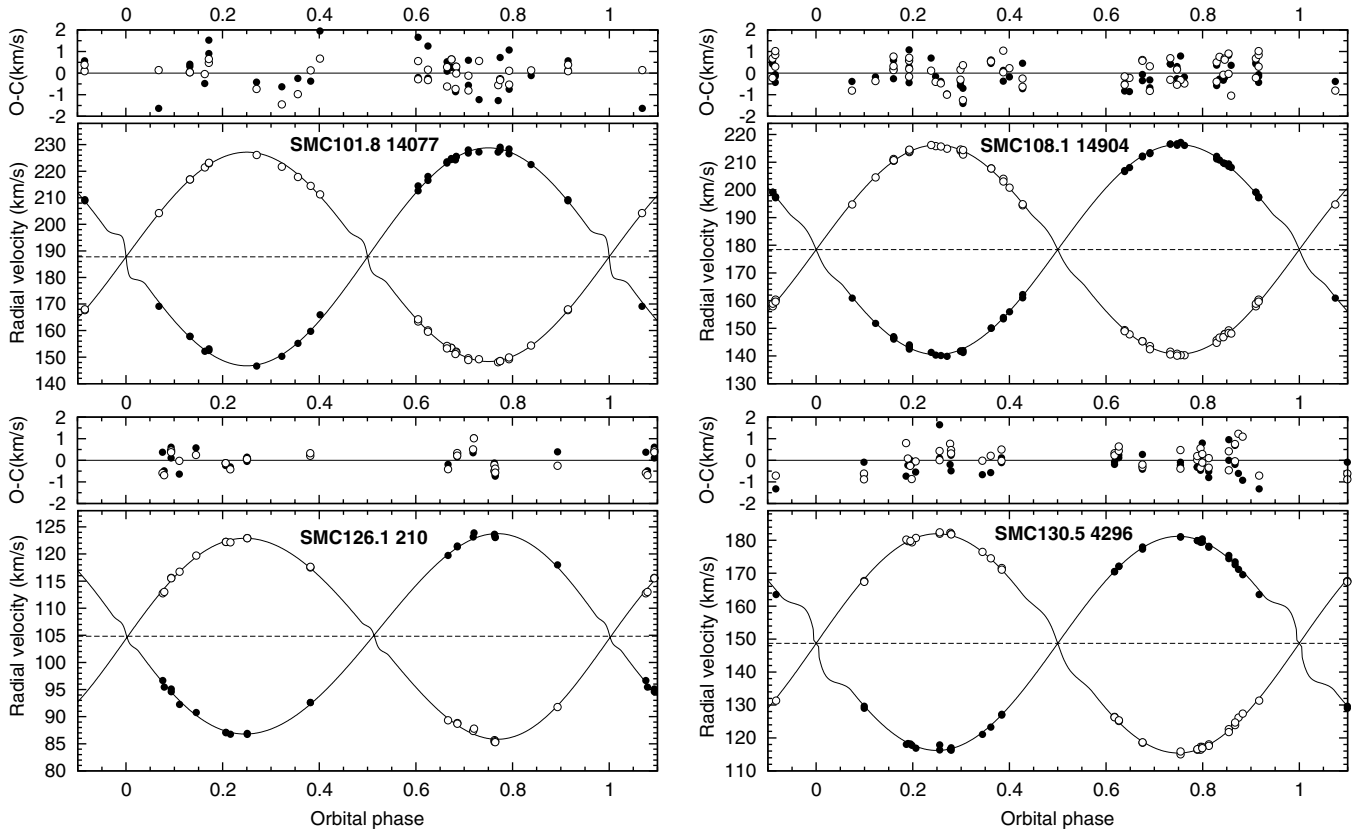 0 0.2 0.4 0.6 0.8 1
O-C(km/s)
2
1
0
-1
-2
SMC101.8 14077
Radial velocity (km/s)
230
220
210
200
190
180
170
160
150
140
0 0.2 0.4 0.6 0.8 1
O-C(km/s)
2
1
0
-1
-2
SMC126.1 210
Radial velocity (km/s)
125
120
115
110
105
100
95
90
85
80
0 0.2 0.4 0.6 0.8 1
Orbital phase
0 0.2 0.4 0.6 0.8 1
O-C(km/s)
2
1
0
-1
-2
SMC108.1 14904
Radial velocity (km/s)
220
210
200
190
180
170
160
150
140
130
0 0.2 0.4 0.6 0.8 1
O-C(km/s)
2
1
0
-1
-2
SMC130.5 4296
Radial velocity (km/s)
180
170
160
150
140
130
120
110
0 0.2 0.4 0.6 0.8 1
Orbital phase